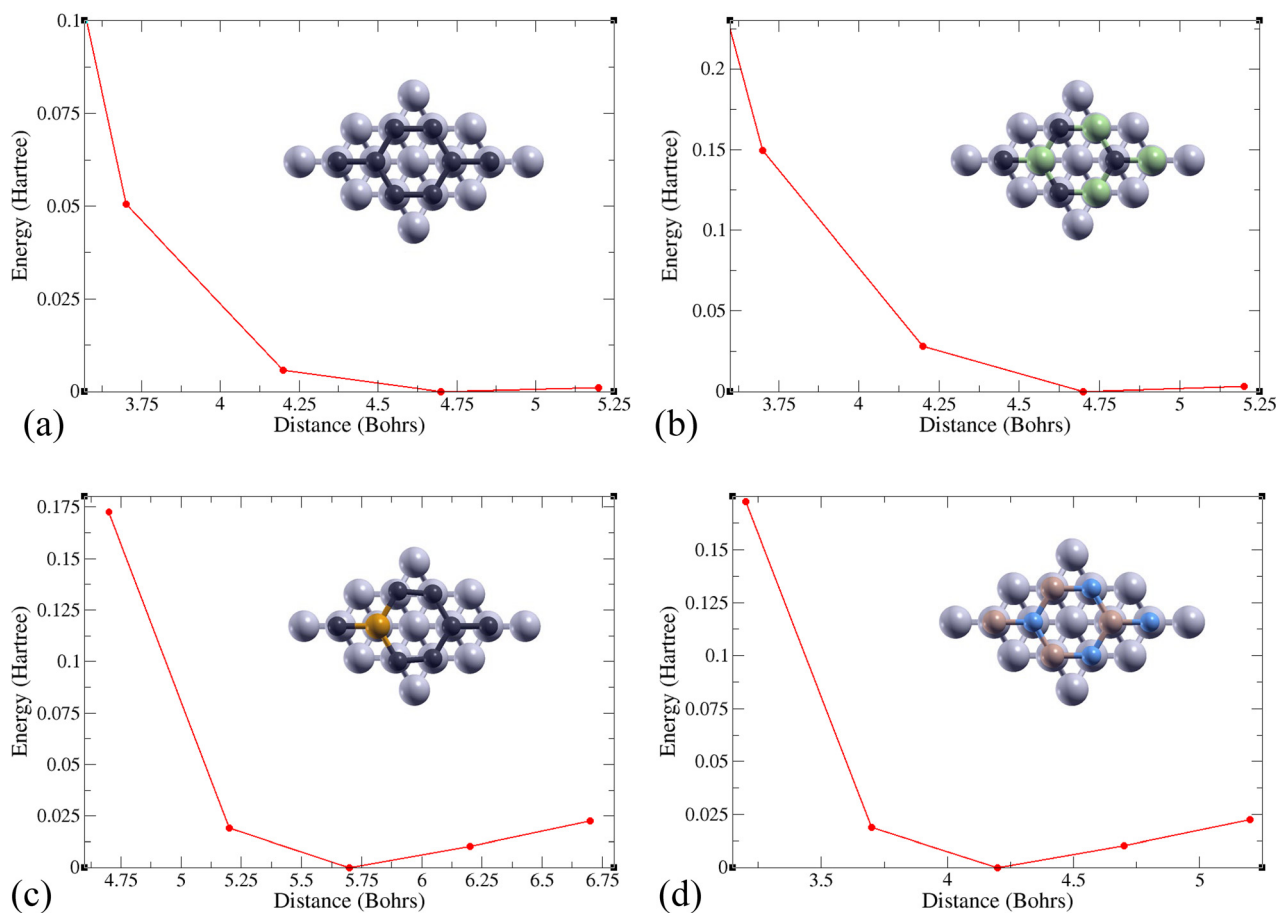 0.1
0.075
0.05
0.025
0
Energy (Hartree)
3.75 4 4.25 4.5 4.75 5 5.25
Distance (Bohrs)
(a)
0.2
0.15
0.1
0.05
0
Energy (Hartree)
3.75 4 4.25 4.5 4.75 5 5.25
Distance (Bohrs)
(b)
0.175
0.15
0.125
0.1
0.075
0.05
0.025
0
Energy (Hartree)
4.75 5 5.25 5.5 5.75 6 6.25 6.5 6.75
Distance (Bohrs)
(c)
0.15
0.125
0.1
0.075
0.05
0.025
0
Energy (Hartree)
3.5 4 4.5 5
Distance (Bohrs)
(d)